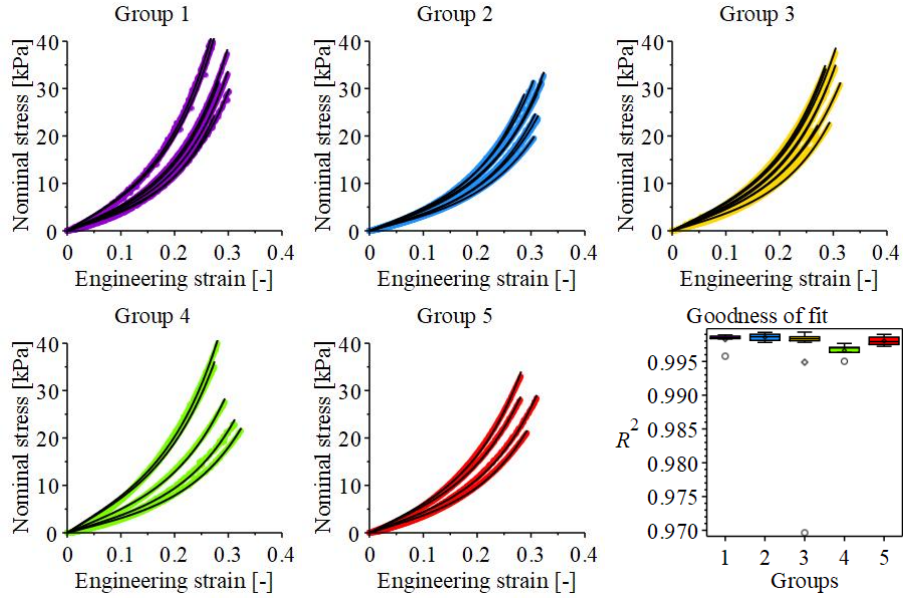 Group 1
Nominal stress [kPa]
40
30
20
10
0
0 0.1 0.2 0.3 0.4
Engineering strain [-]
Group 2
Nominal stress [kPa]
40
30
20
10
0
0 0.1 0.2 0.3 0.4
Engineering strain [-]
Group 3
Nominal stress [kPa]
40
30
20
10
0
0 0.1 0.2 0.3 0.4
Engineering strain [-]
Group 4
Nominal stress [kPa]
40
30
20
10
0
0 0.1 0.2 0.3 0.4
Engineering strain [-]
Group 5
Nominal stress [kPa]
40
30
20
10
0
0 0.1 0.2 0.3 0.4
Engineering strain [-]
Goodness of fit
R²
0.995
0.990
0.985
0.980
0.975
0.970
1 2 3 4 5
Groups